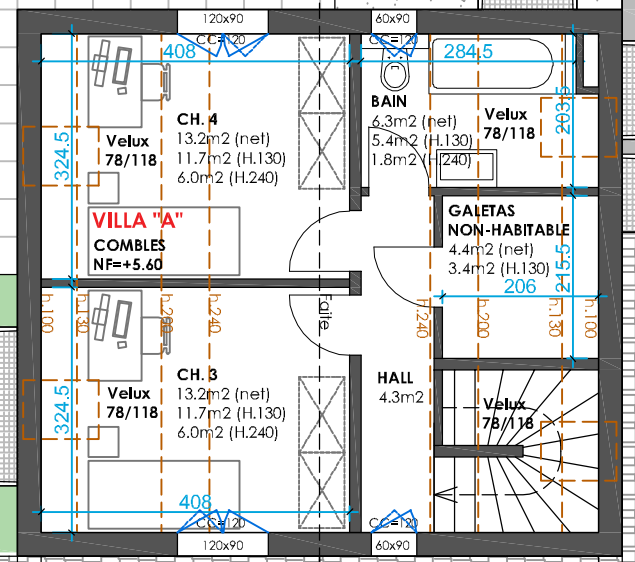 120x90
60x90
CC=120
CC=120
408
284.5
CH. 4
13.2m2 (net)
11.7m2 (H.130)
6.0m2 (H.240)
BAIN
6.3m2 (net)
5.4m2 (H.130)
1.8m2 (H.240)
Velux
78/118
203.5
Velux
78/118
324.5
VILLA "A"
COMBLES
NF=+5.60
GALETAS
NON-HABITABLE
4.4m2 (net)
3.4m2 (H.130)
215.5
206
h.100
h.130
h.200
h.240
Faite
h.240
h.200
h.130
h.100
CH. 3
13.2m2 (net)
11.7m2 (H.130)
6.0m2 (H.240)
HALL
4.3m2
Velux
78/118
324.5
Velux
78/118
408
CC=120
CC=120
120x90
60x90